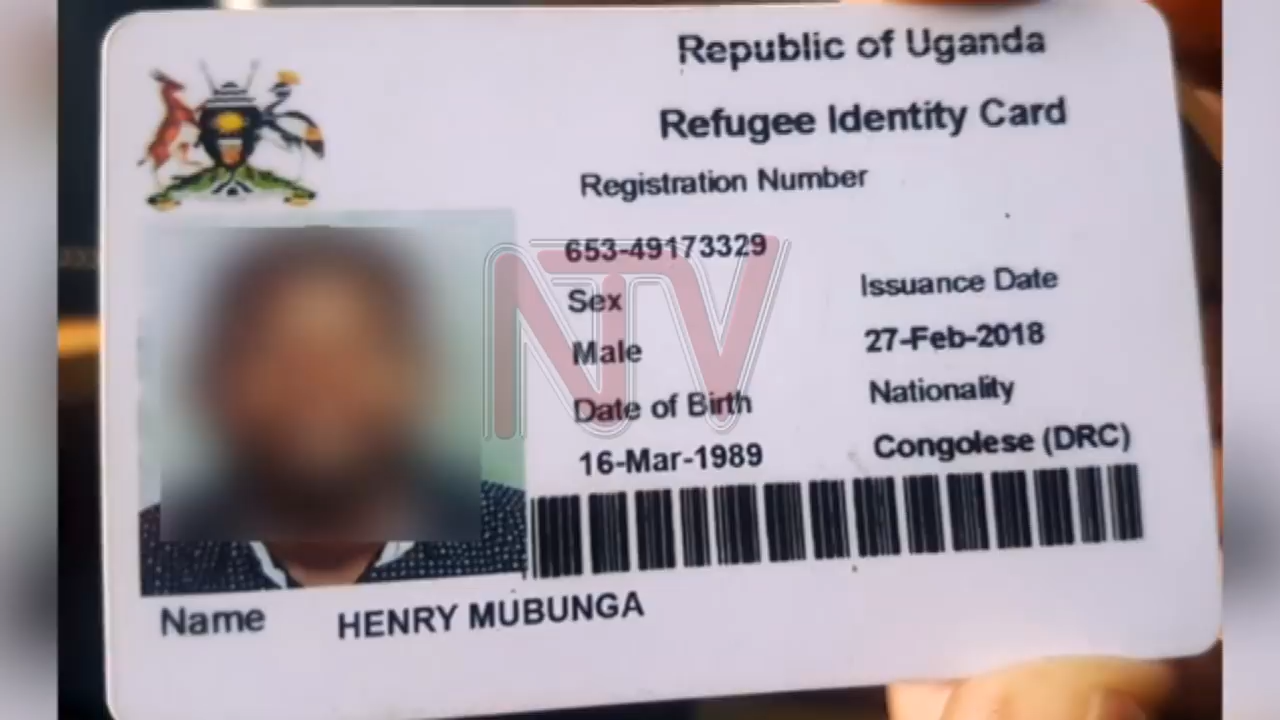 Republic of Uganda
Refugee Identity Card
Registration Number
653-49173329
Sex
Male
Issuance Date
27-Feb-2018
Date of Birth
16-Mar-1989
Nationality
Congolese (DRC)
Name HENRY MUBUNGA
NTV